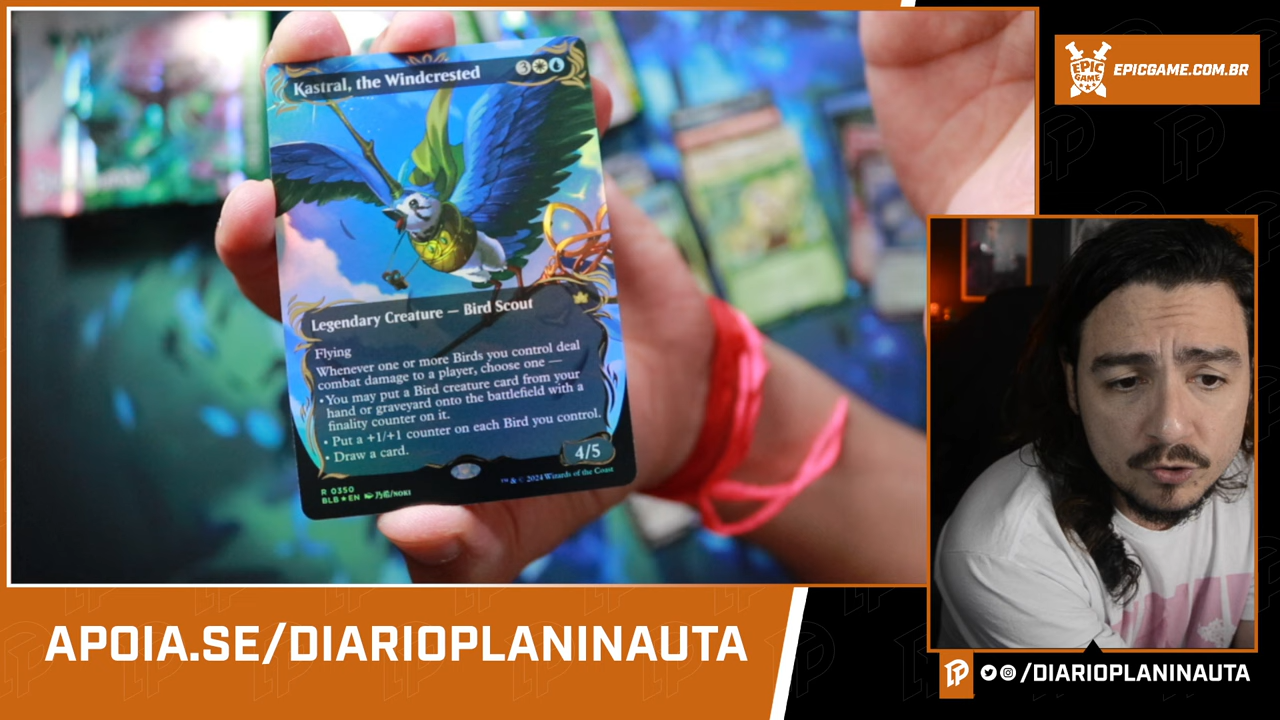 Kastral, the Windcrested
3
Legendary Creature — Bird Scout
Flying
Whenever one or more Birds you control deal
combat damage to a player, choose one —
• You may put a Bird creature card from your
hand or graveyard onto the battlefield with a
finality counter on it.
• Put a +1/+1 counter on each Bird you control.
• Draw a card.
4/5
R 0350
BLB ★ EN
™ & © 2024 Wizards of the Coast
EPIC
GAME
EPICGAME.COM.BR
APOIA.SE/DIARIOPLANINAUTA
/DIARIOPLANINAUTA